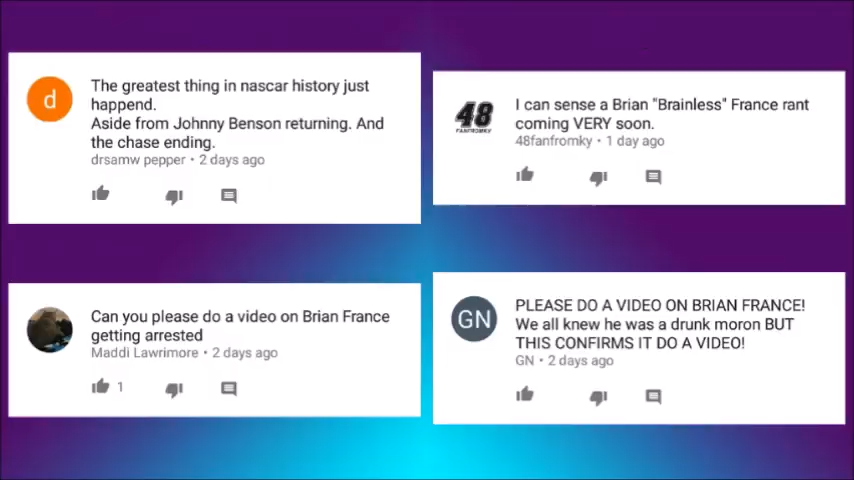 d
The greatest thing in nascar history just
happend.
Aside from Johnny Benson returning. And
the chase ending.
drsamw pepper • 2 days ago
48
FANFROMKY
I can sense a Brian "Brainless" France rant
coming VERY soon.
48fanfromky • 1 day ago
Can you please do a video on Brian France
getting arrested
Maddi Lawrimore • 2 days ago
1
GN
PLEASE DO A VIDEO ON BRIAN FRANCE!
We all knew he was a drunk moron BUT
THIS CONFIRMS IT DO A VIDEO!
GN • 2 days ago